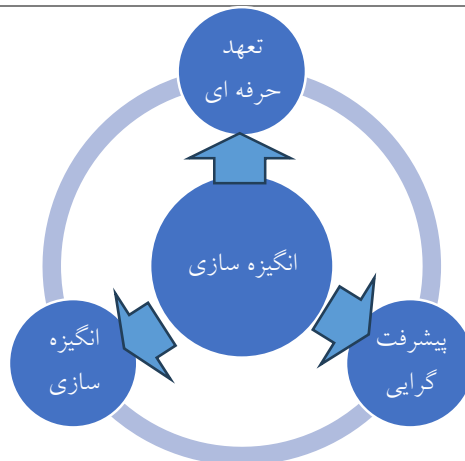 تعهد
حرفه ای
انگیزه سازی
پیشرفت
گرایی
انگیزه
سازی